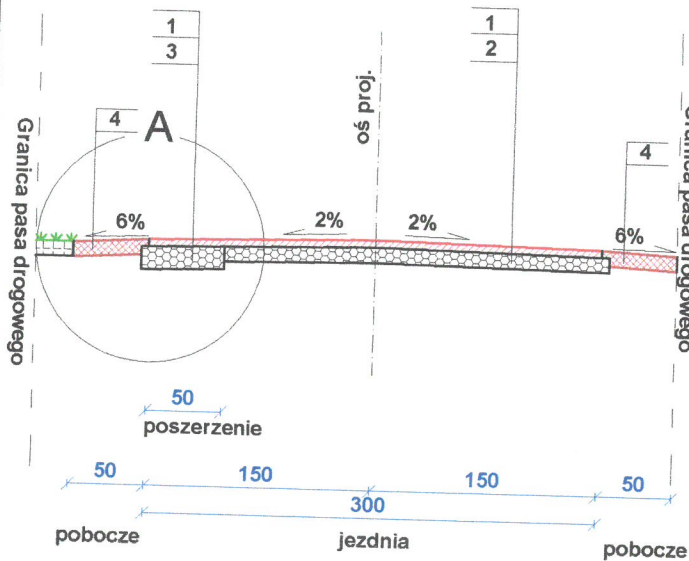 1
3
1
2
4
A
oś proj.
4
Granica pasa drogowego
Granica pasa drogowego
6%
2%
2%
6%
50
poszerzenie
50
150
150
50
300
pobocze
jezdnia
pobocze